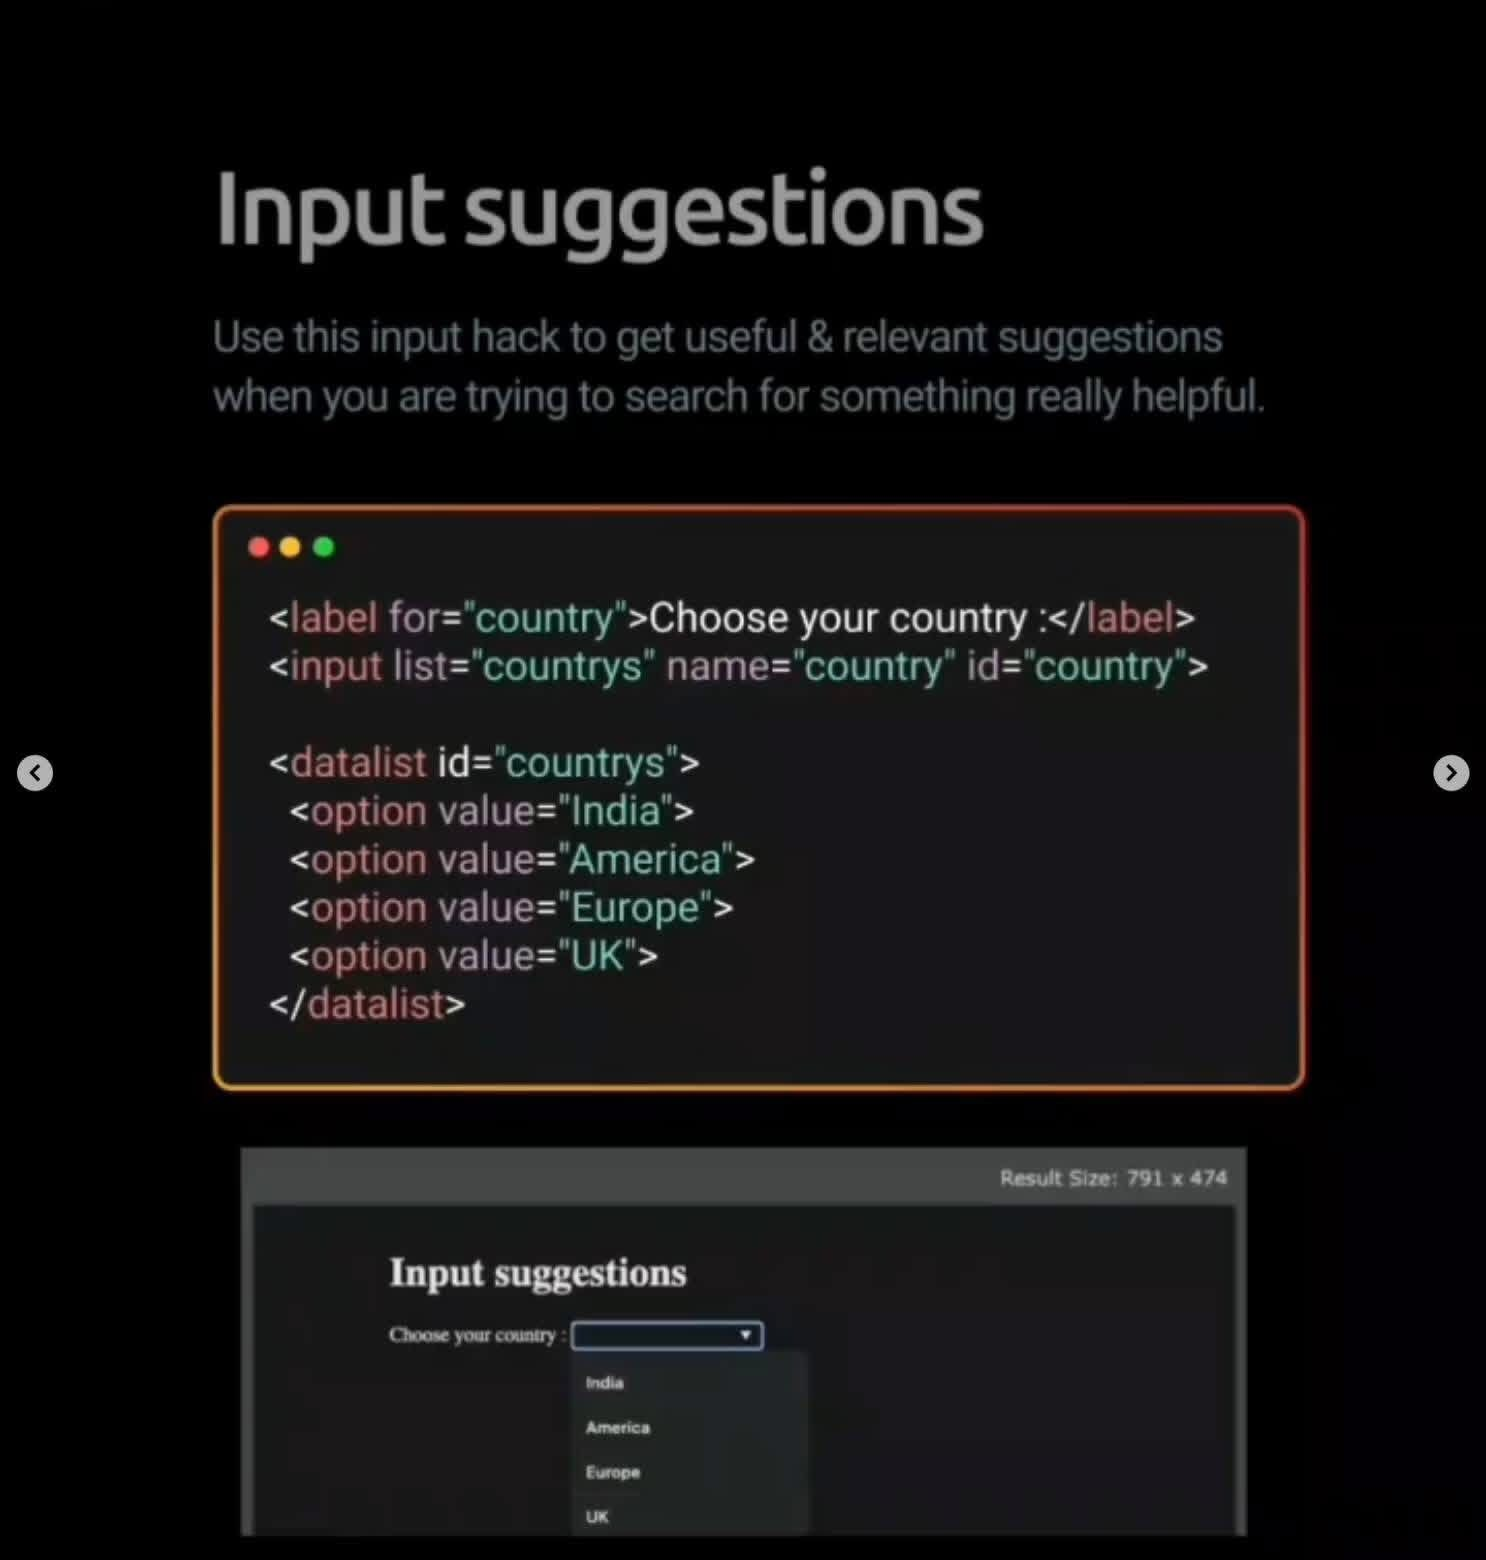 Input suggestions
Use this input hack to get useful & relevant suggestions
when you are trying to search for something really helpful.
<label for="country">Choose your country :</label>
<input list="countrys" name="country" id="country">
<datalist id="countrys">
<option value="India">
<option value="America">
<option value="Europe">
<option value="UK">
</datalist>
Result Size: 791 x 474
Input suggestions
Choose your country :
India
America
Europe
UK